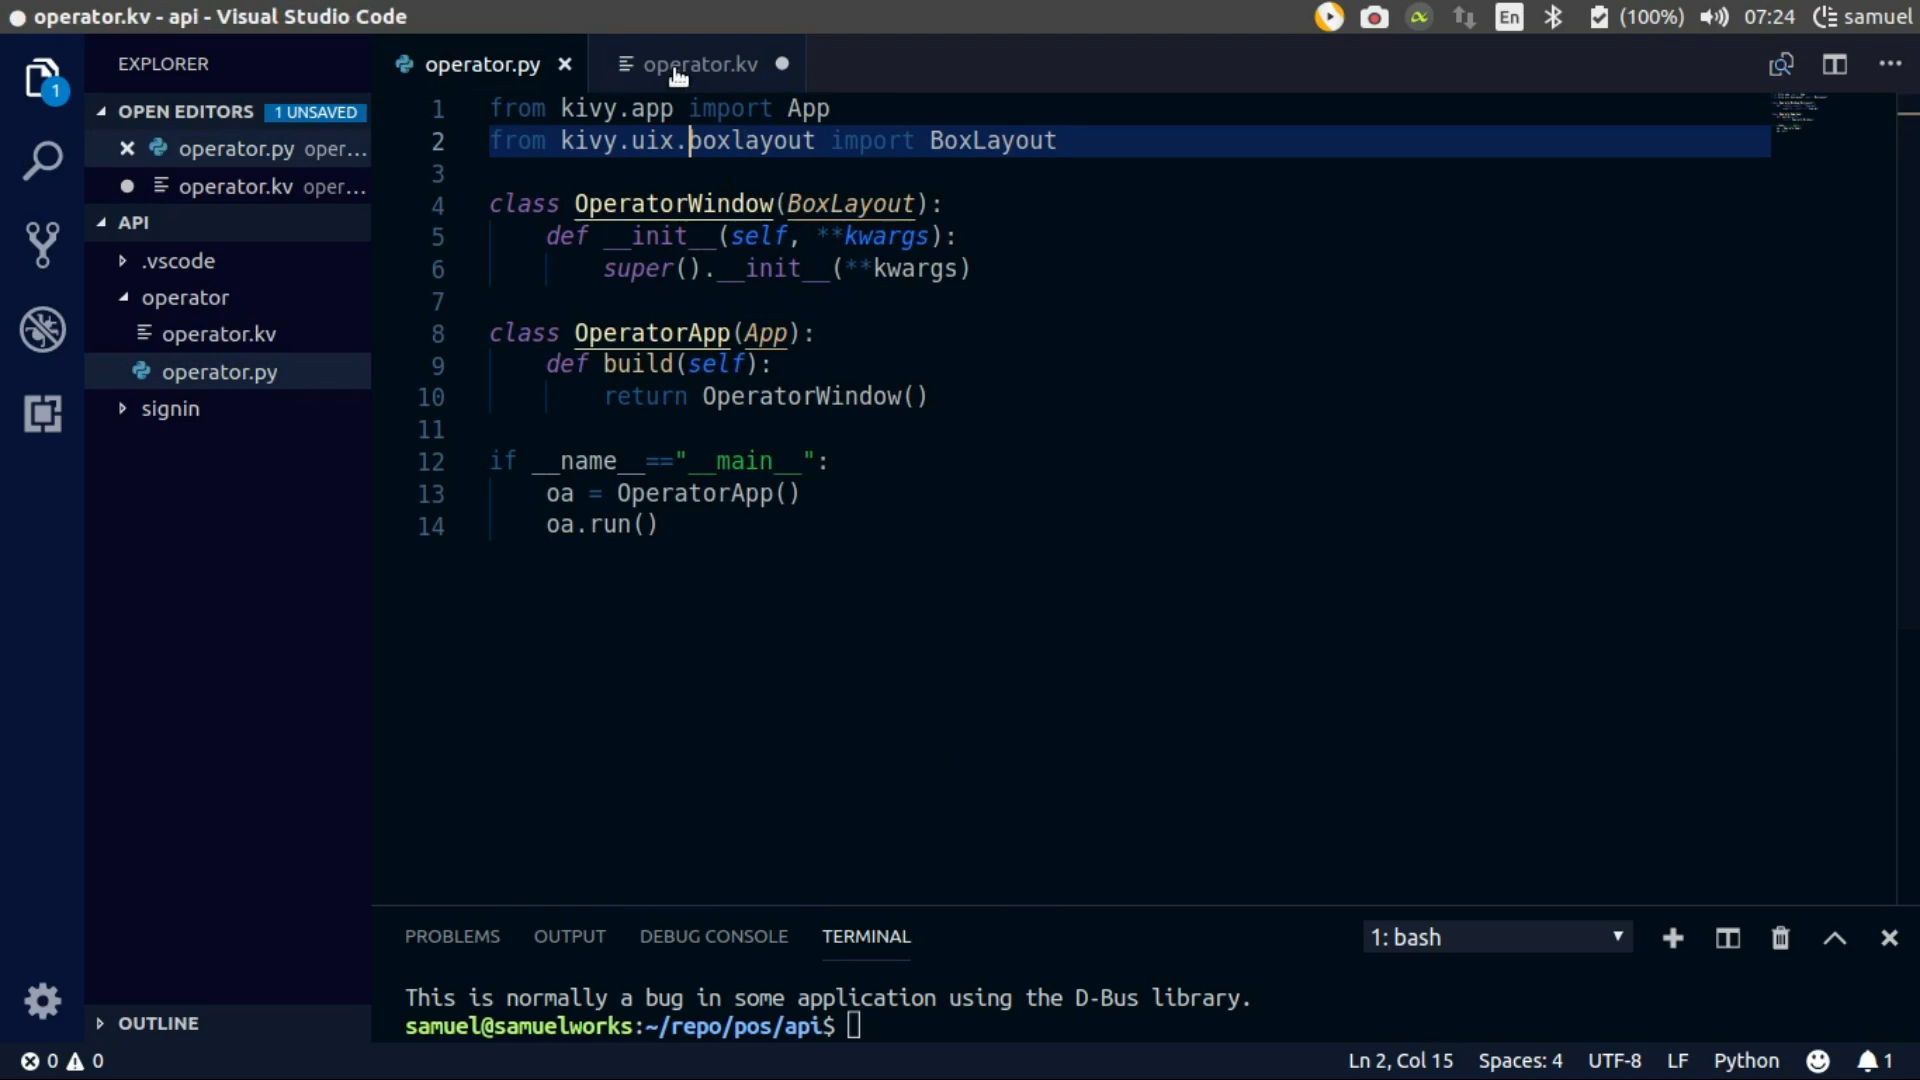 operator.kv - api - Visual Studio Code
En
(100%)
07:24
samuel
EXPLORER
OPEN EDITORS 1 UNSAVED
operator.py oper...
operator.kv oper...
API
.vscode
operator
operator.kv
operator.py
signin
OUTLINE
1
operator.py
operator.kv
1 from kivy.app import App
2 from kivy.uix.boxlayout import BoxLayout
3
4 class OperatorWindow(BoxLayout):
5 def __init__(self, **kwargs):
6 super().__init__(**kwargs)
7
8 class OperatorApp(App):
9 def build(self):
10 return OperatorWindow()
11
12 if __name__=="__main__":
13 oa = OperatorApp()
14 oa.run()
PROBLEMS OUTPUT DEBUG CONSOLE TERMINAL
1: bash
This is normally a bug in some application using the D-Bus library.
samuel@samuelworks:~/repo/pos/api$
0 0
Ln 2, Col 15 Spaces: 4 UTF-8 LF Python 1